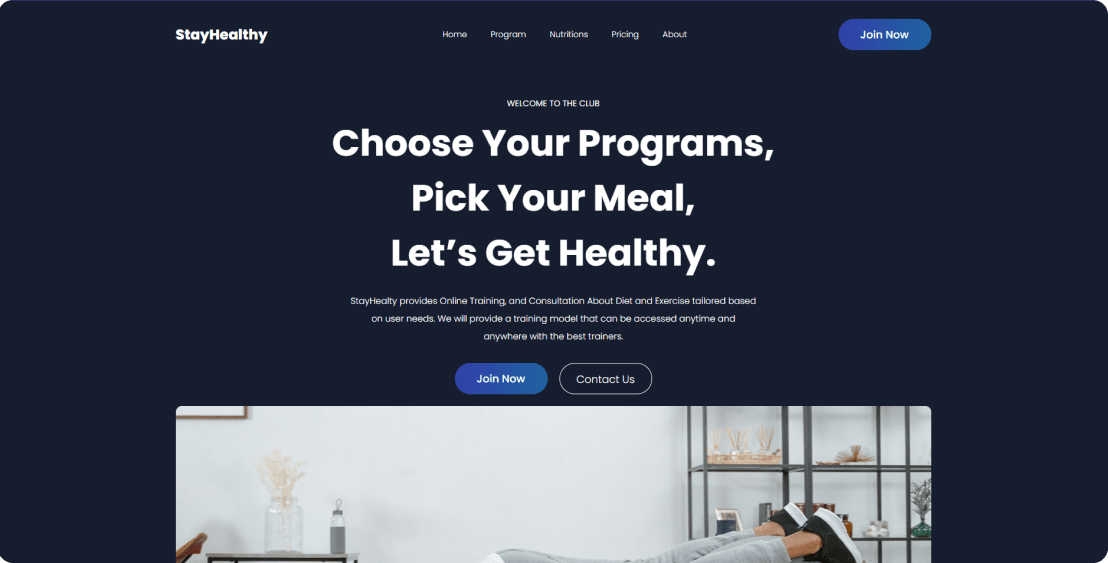 StayHealthy
Home Program Nutritions Pricing About
Join Now
WELCOME TO THE CLUB
Choose Your Programs,
Pick Your Meal,
Let’s Get Healthy.
StayHealty provides Online Training, and Consultation About Diet and Exercise tailored based
on user needs. We will provide a training model that can be accessed anytime and
anywhere with the best trainers.
Join Now
Contact Us